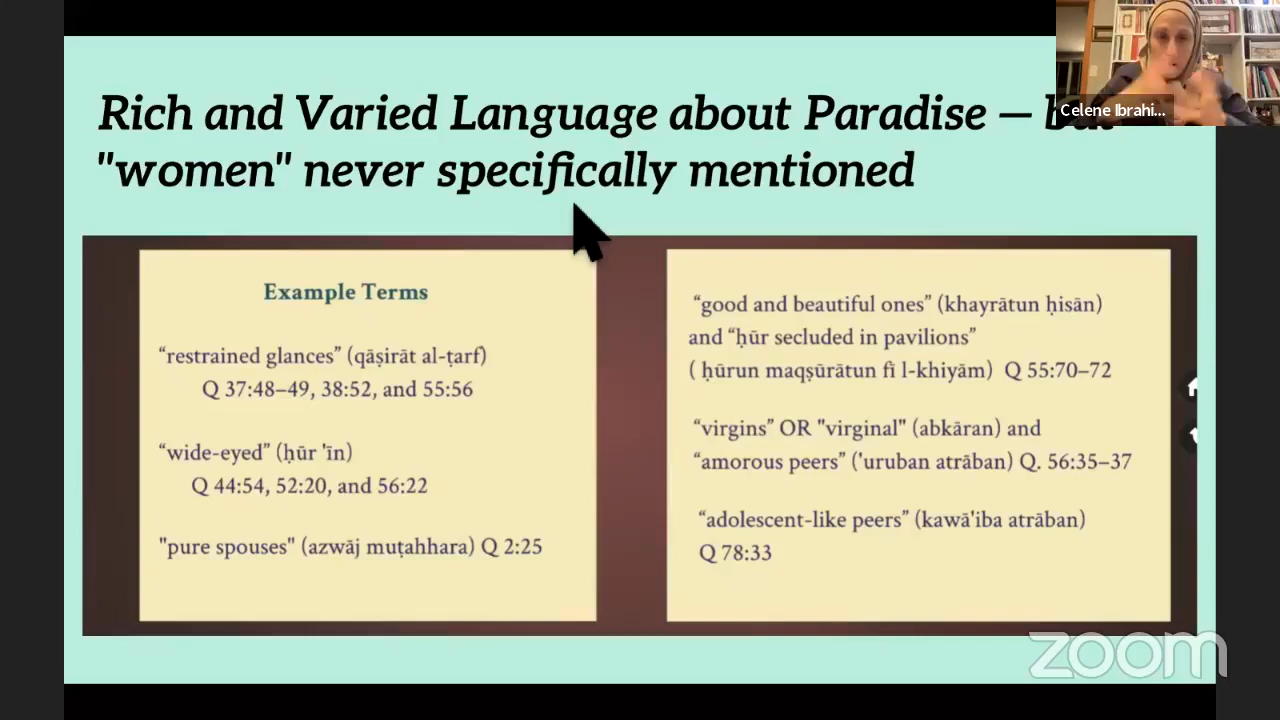 Rich and Varied Language about Paradise –
"women" never specifically mentioned
Celene Ibrahi...
Example Terms
“restrained glances” (qāṣirāt al-ṭarf)
Q 37:48–49, 38:52, and 55:56
“wide-eyed” (ḥūr 'īn)
Q 44:54, 52:20, and 56:22
"pure spouses" (azwāj muṭahhara) Q 2:25
“good and beautiful ones” (khayrātun ḥisān)
and “ḥūr secluded in pavilions”
( ḥūrun maqṣūrātun fī l-khiyām) Q 55:70–72
“virgins” OR "virginal" (abkāran) and
“amorous peers” ('uruban atrāban) Q. 56:35–37
“adolescent-like peers” (kawā'iba atrāban)
Q 78:33
zoom